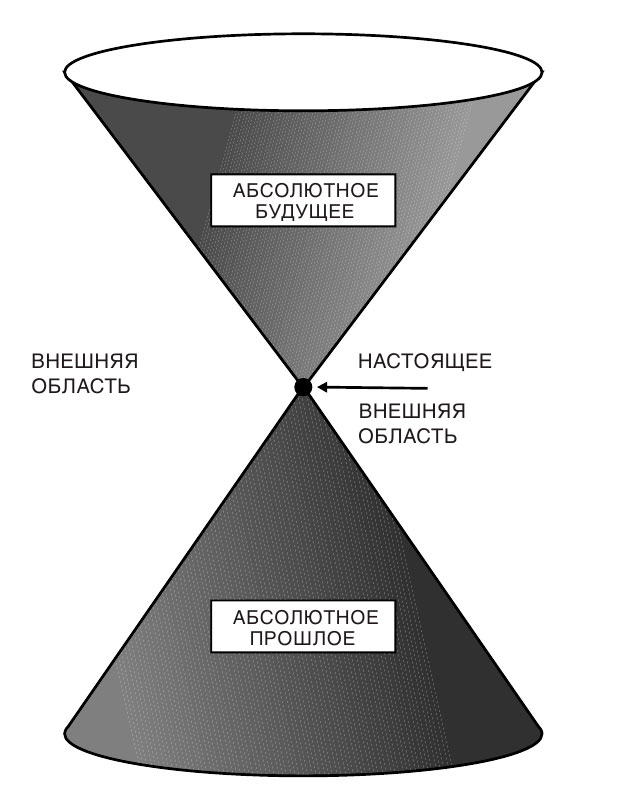 АБСОЛЮТНОЕ
БУДУЩЕЕ
ВНЕШНЯЯ
ОБЛАСТЬ
НАСТОЯЩЕЕ
ВНЕШНЯЯ
ОБЛАСТЬ
АБСОЛЮТНОЕ
ПРОШЛОЕ